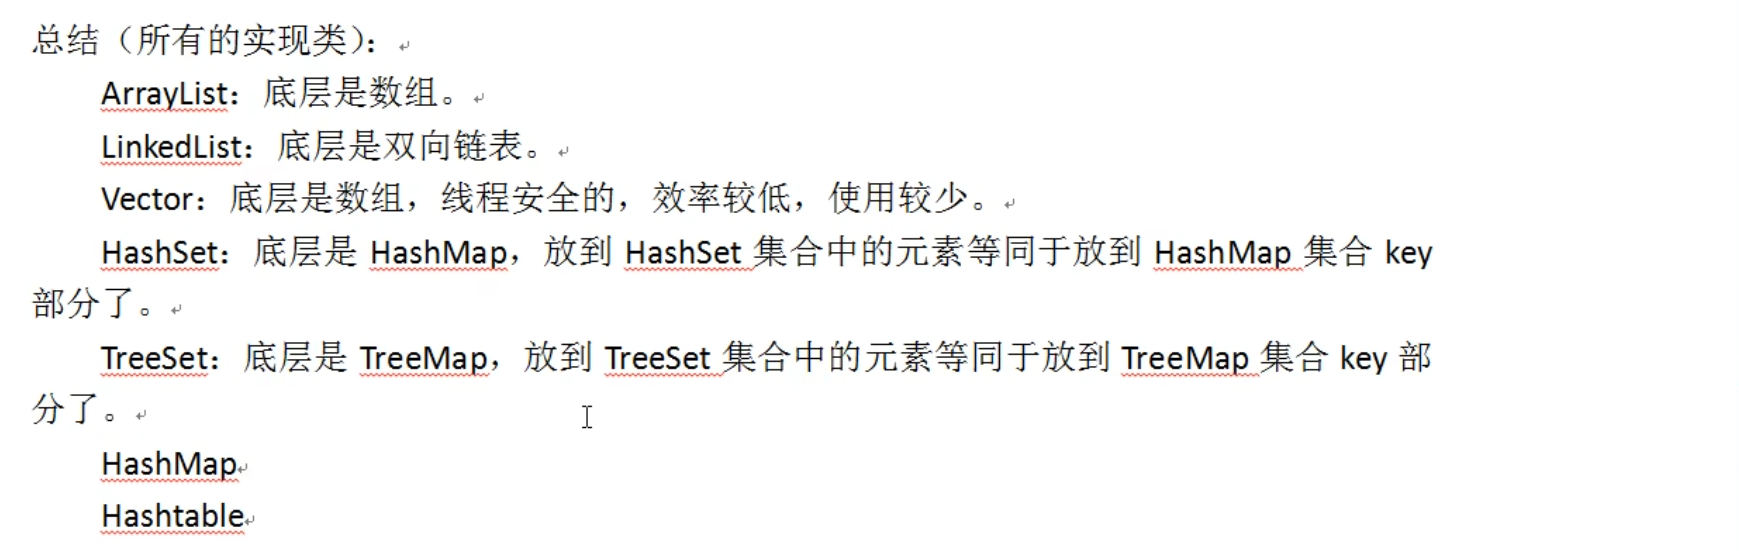 总结（所有的实现类）：
ArrayList：底层是数组。
LinkedList：底层是双向链表。
Vector：底层是数组，线程安全的，效率较低，使用较少。
HashSet：底层是 HashMap，放到 HashSet 集合中的元素等同于放到 HashMap 集合 key
部分了。
TreeSet：底层是 TreeMap，放到 TreeSet 集合中的元素等同于放到 TreeMap 集合 key 部
分了。
HashMap
Hashtable